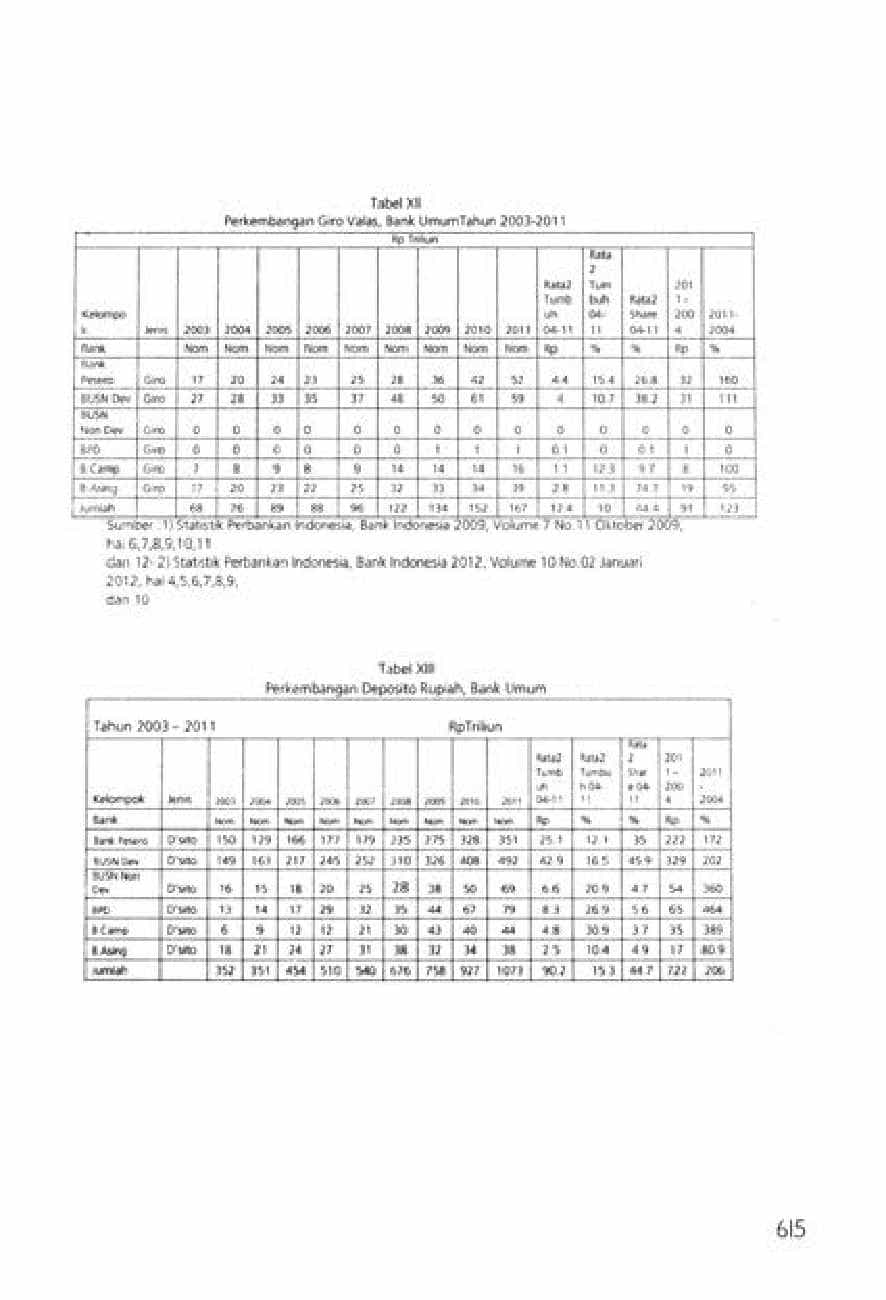 Tabel XII
Perkembangan Giro Valas, Bank UmumTahun 2003-2011
Rp Triliun
Kelompo k Jenis 2003 2004 2005 2006 2007 2008 2009 2010 2011 Rata2 Tumb uh 04-11 Rata 2 Tum buh 04- 11 Rata2 Share 04-11 201 1- 200 4 2011- 2004
Bank Nom Nom Nom Nom Nom Nom Nom Nom Nom Rp % % Rp %
Bank
Persero Giro 17 20 24 23 25 28 36 42 52 4.4 15.4 26.8 32 160
BUSN Dev Giro 27 28 33 35 37 48 50 61 59 4 10.7 38.2 31 111
BUSN
Non Dev Giro 0 0 0 0 0 0 0 0 0 0 0 0 0 0
BPD Giro 0 0 0 0 0 0 1 1 1 0.1 0 0.1 1 0
B.Camp Giro 7 8 9 8 9 14 14 14 16 1.1 12.3 9.7 8 100
B.Asing Giro 17 20 23 22 25 32 33 34 39 2.8 11.3 19 95
Jumlah 68 76 89 88 96 122 134 152 167 12.4 10 44.4 91 123
Sumber :1) Statistik Perbankan Indonesia, Bank Indonesia 2009, Volume 7 No.11 Oktober 2009,
hal 6,7,8,9,10,11
dan 12- 2) Statistik Perbankan Indonesia, Bank Indonesia 2012, Volume 10 No.02 Januari
2012, hal 4,5,6,7,8,9,
dan 10
Tabel XIII
Perkembangan Deposito Rupiah, Bank Umum
Tahun 2003 – 2011 RpTriliun
Kelompok Jenis 2003 2004 2005 2006 2007 2008 2009 2010 2011 Rata2 Tumb uh 04-11 Rata2 Tumbu h 04- 11 Rata 2 Shar e 04- 11 201 1 – 200 4 2011 - 2004
Bank Nom Nom Nom Nom Nom Nom Nom Nom Nom Rp % % Rp %
Bank Persero D'sito 150 129 166 177 179 235 275 328 351 25.1 12.1 35 222 172
BUSN Dev D'sito 149 163 217 245 252 310 326 408 492 42.9 16.5 45.9 329 202
BUSN Non
Dev D'sito 16 15 18 20 25 28 38 50 69 6.6 20.9 4.7 54 360
BPD D'sito 13 14 17 29 32 35 44 67 79 8.3 26.9 5.6 65 464
B.Camp D'sito 6 9 12 12 21 30 43 40 44 4.8 30.9 3.7 35 389
B.Asing D'sito 18 21 24 27 31 38 32 34 38 2.5 10.4 4.9 17 80.9
Jumlah 352 351 454 510 540 676 758 927 1073 90.2 15.3 44.7 722 206
615